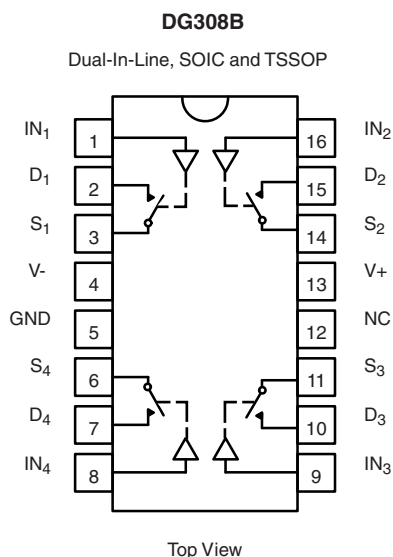 DG308B
Dual-In-Line, SOIC and TSSOP
IN1 1 16 IN2
D1 2 15 D2
S1 3 14 S2
V- 4 13 V+
GND 5 12 NC
S4 6 11 S3
D4 7 10 D3
IN4 8 9 IN3
Top View